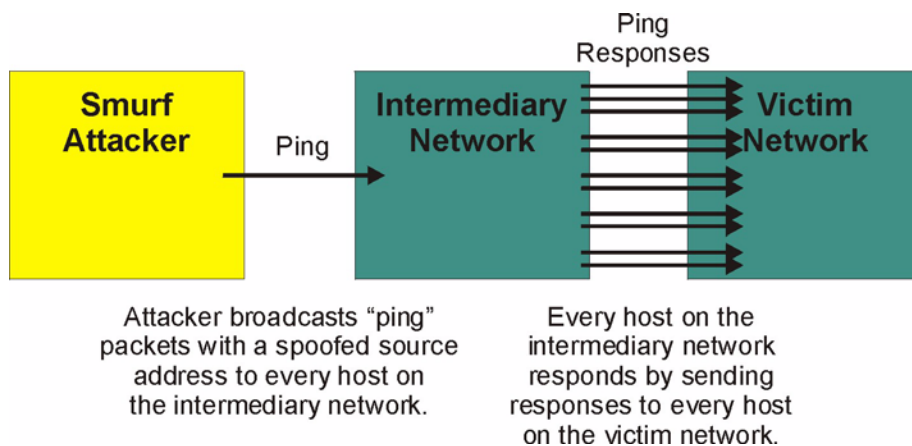 Ping
Responses
Smurf
Attacker
Ping
Intermediary
Network
Victim
Network
Attacker broadcasts “ping”
packets with a spoofed source
address to every host on
the intermediary network.
Every host on the
intermediary network
responds by sending
responses to every host
on the victim network.